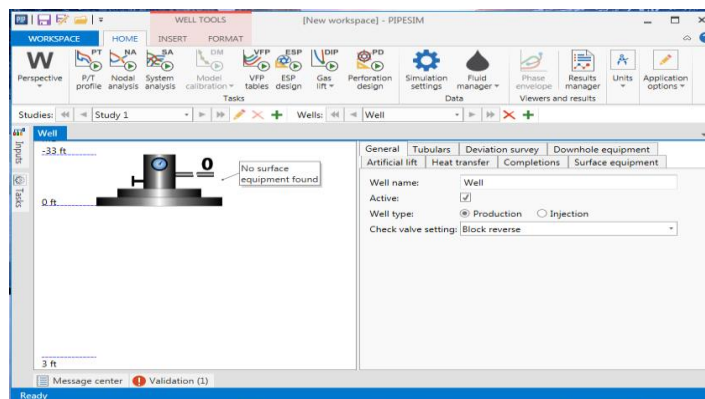 PIP
WELL TOOLS
[New workspace] - PIPESIM
WORKSPACE HOME INSERT FORMAT
W
PT NA SA DM VFP ESP DIP PD
Perspective
P/T profile
Nodal analysis
System analysis
Model calibration
VFP tables
ESP design
Gas lift
Perforation design
Simulation settings
Fluid manager
Phase envelope
Results manager
Units
Application options
Tasks
Data
Viewers and results
Studies: Study 1 Wells: Well
Well
Inputs
Tasks
-33 ft
0
No surface
equipment found
0 ft
3 ft
General Tubulars Deviation survey Downhole equipment
Artificial lift Heat transfer Completions Surface equipment
Well name: Well
Active:
Well type: Production Injection
Check valve setting: Block reverse
Message center Validation (1)
Ready